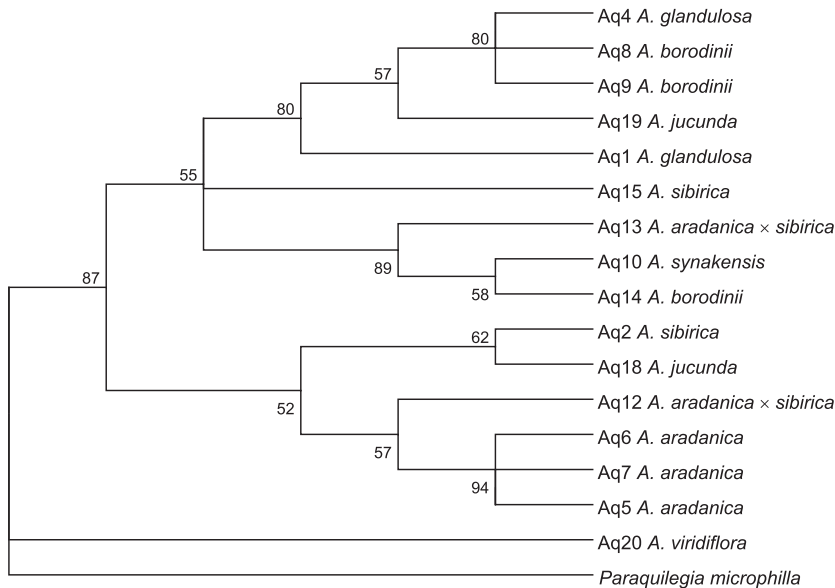 Aq4 A. glandulosa
80
Aq8 A. borodinii
57
Aq9 A. borodinii
80
Aq19 A. jucunda
Aq1 A. glandulosa
55
Aq15 A. sibirica
Aq13 A. aradanica × sibirica
89
Aq10 A. synakensis
87
58
Aq14 A. borodinii
62
Aq2 A. sibirica
Aq18 A. jucunda
52
Aq12 A. aradanica × sibirica
57
Aq6 A. aradanica
Aq7 A. aradanica
94
Aq5 A. aradanica
Aq20 A. viridiflora
Paraquilegia microphilla